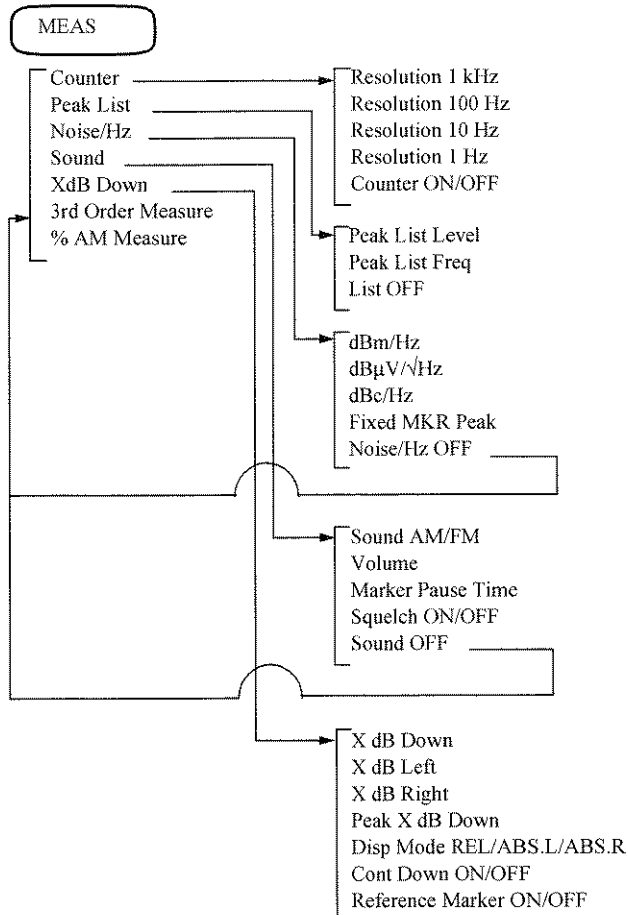 MEAS
Counter
Peak List
Noise/Hz
Sound
XdB Down
3rd Order Measure
% AM Measure
Resolution 1 kHz
Resolution 100 Hz
Resolution 10 Hz
Resolution 1 Hz
Counter ON/OFF
Peak List Level
Peak List Freq
List OFF
dBm/Hz
dBµV/√Hz
dBc/Hz
Fixed MKR Peak
Noise/Hz OFF
Sound AM/FM
Volume
Marker Pause Time
Squelch ON/OFF
Sound OFF
X dB Down
X dB Left
X dB Right
Peak X dB Down
Disp Mode REL/ABS.L/ABS.R
Cont Down ON/OFF
Reference Marker ON/OFF